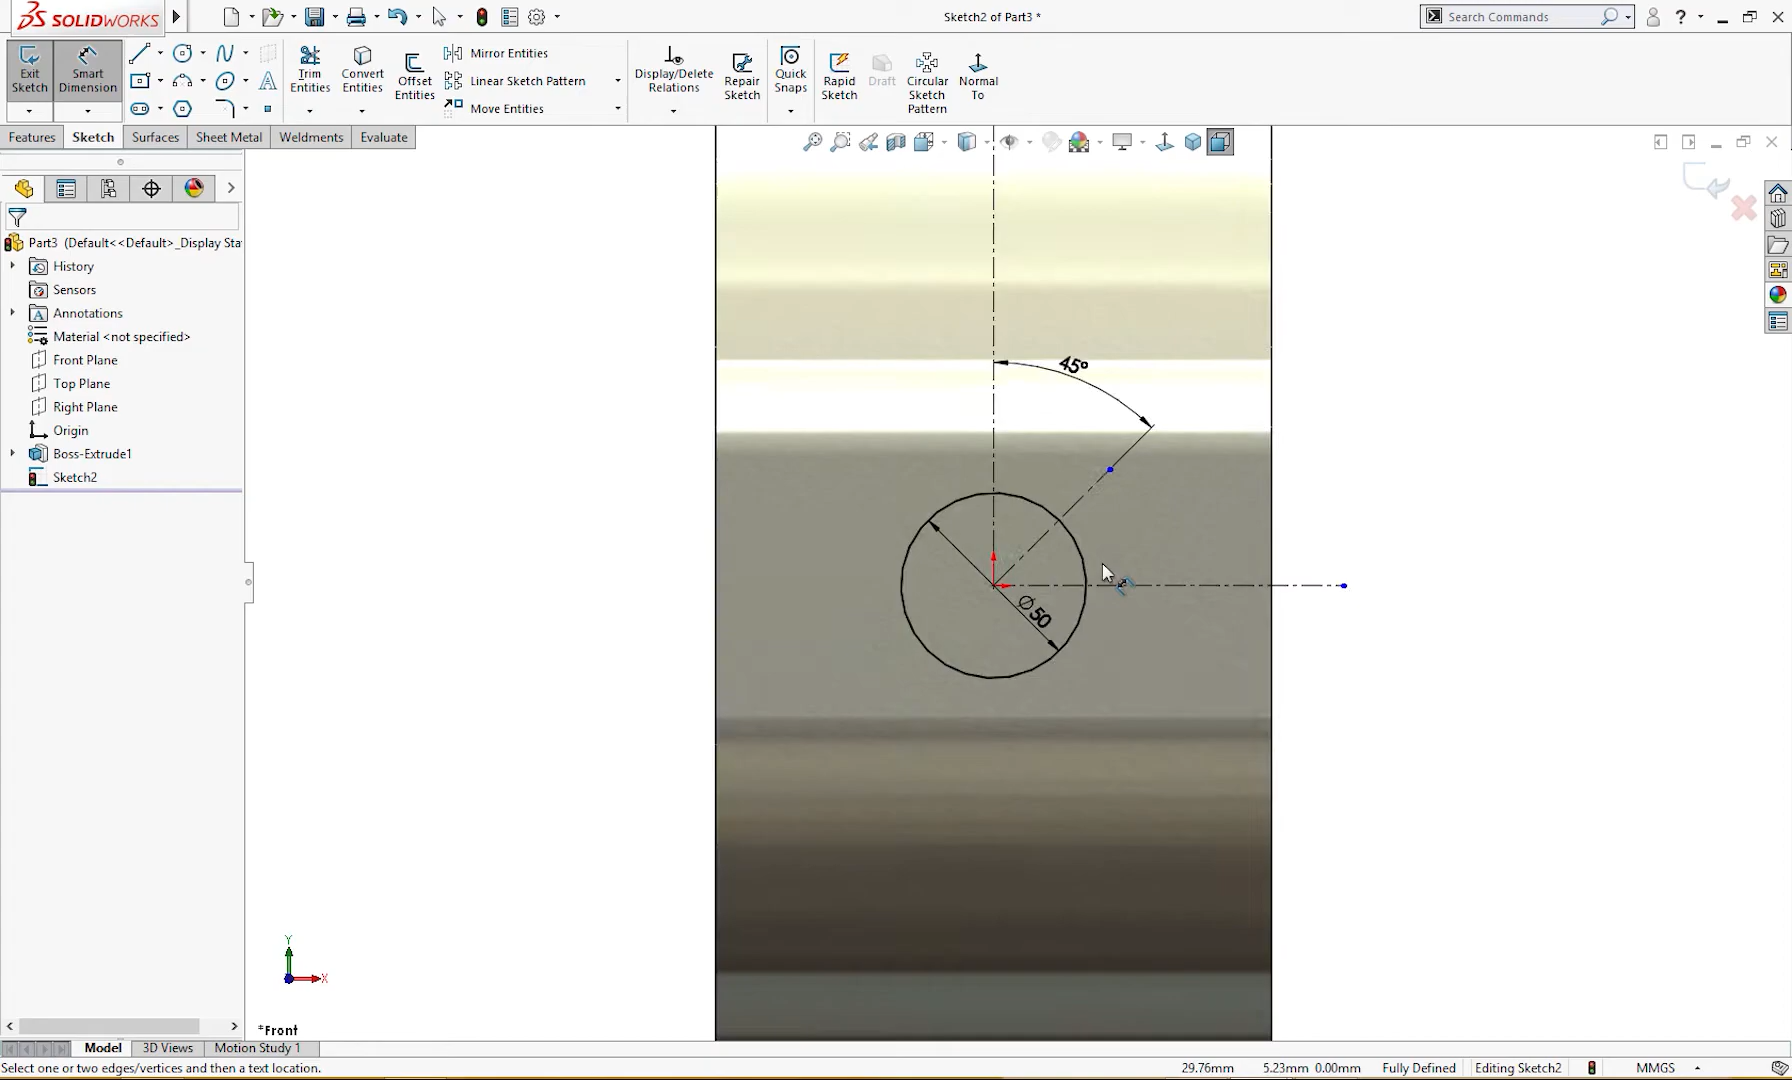 SOLIDWORKS
Sketch2 of Part3 *
Search Commands
?
Exit Sketch
Smart Dimension
Trim Entities
Convert Entities
Offset Entities
Mirror Entities
Linear Sketch Pattern
Move Entities
Display/Delete Relations
Repair Sketch
Quick Snaps
Rapid Sketch
Draft
Circular Sketch Pattern
Normal To
Features Sketch Surfaces Sheet Metal Weldments Evaluate
Part3 (Default<<Default>_Display Sta
History
Sensors
Annotations
Material <not specified>
Front Plane
Top Plane
Right Plane
Origin
Boss-Extrude1
Sketch2
45°
Ø50
Y
X
*Front
Model 3D Views Motion Study 1
Select one or two edges/vertices and then a text location.
29.76mm 5.23mm 0.00mm Fully Defined Editing Sketch2 MMGS